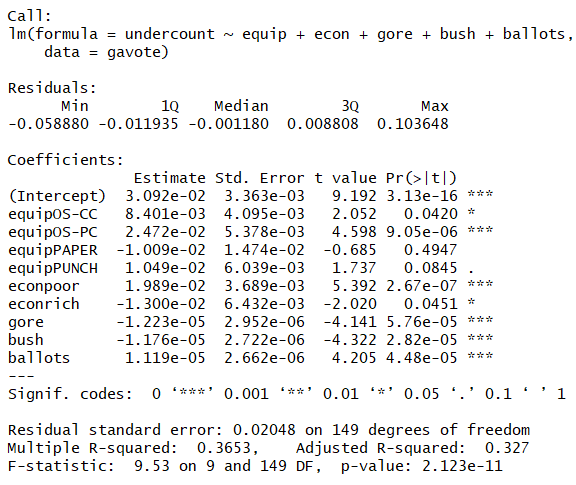 Call:
lm(formula = undercount ~ equip + econ + gore + bush + ballots,
    data = gavote)

Residuals:
      Min        1Q    Median        3Q       Max
-0.058880 -0.011935 -0.001180  0.008808  0.103648

Coefficients:
              Estimate Std. Error t value Pr(>|t|)
(Intercept)  3.092e-02  3.363e-03   9.192 3.13e-16 ***
equipOS-CC   8.401e-03  4.095e-03   2.052   0.0420 *
equipOS-PC   2.472e-02  5.378e-03   4.598 9.05e-06 ***
equipPAPER  -1.009e-02  1.474e-02  -0.685   0.4947
equipPUNCH   1.049e-02  6.039e-03   1.737   0.0845 .
econpoor     1.989e-02  3.689e-03   5.392 2.67e-07 ***
econrich    -1.300e-02  6.432e-03  -2.020   0.0451 *
gore        -1.223e-05  2.952e-06  -4.141 5.76e-05 ***
bush        -1.176e-05  2.722e-06  -4.322 2.82e-05 ***
ballots      1.119e-05  2.662e-06   4.205 4.48e-05 ***
---
Signif. codes:  0 ‘***’ 0.001 ‘**’ 0.01 ‘*’ 0.05 ‘.’ 0.1 ‘ ’ 1

Residual standard error: 0.02048 on 149 degrees of freedom
Multiple R-squared:  0.3653,    Adjusted R-squared:  0.327
F-statistic:  9.53 on 9 and 149 DF,  p-value: 2.123e-11